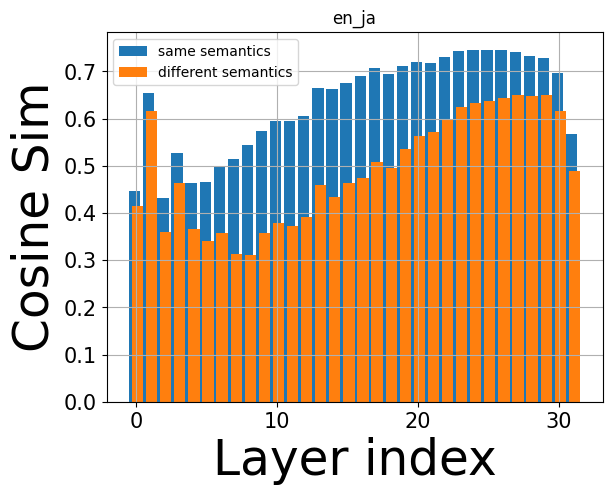 en_ja
same semantics
different semantics
Cosine Sim
0.7
0.6
0.5
0.4
0.3
0.2
0.1
0.0
0 10 20 30
Layer index